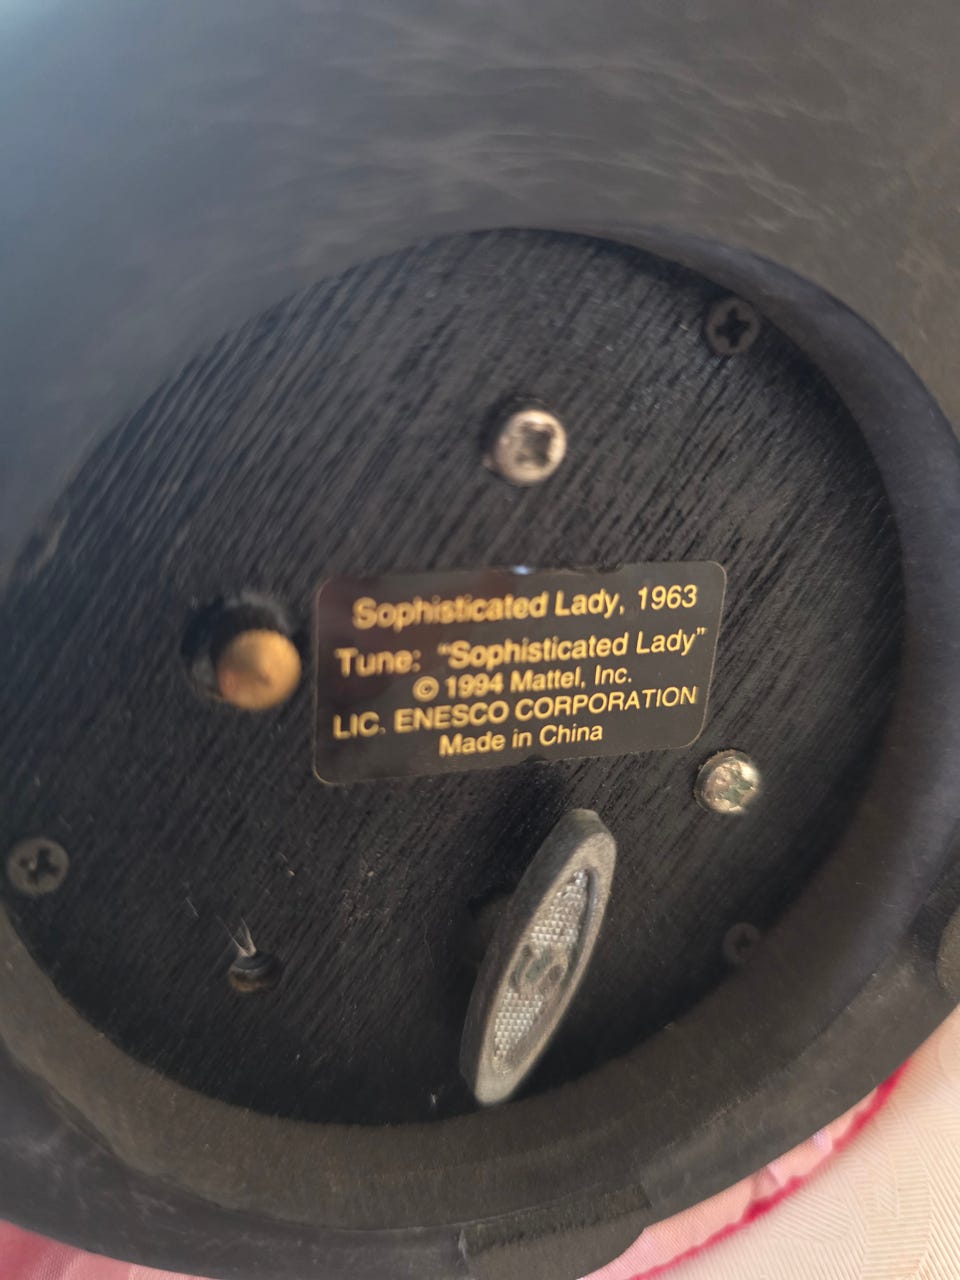 Sophisticated Lady, 1963
Tune: "Sophisticated Lady"
© 1994 Mattel, Inc.
LIC. ENESCO CORPORATION
Made in China